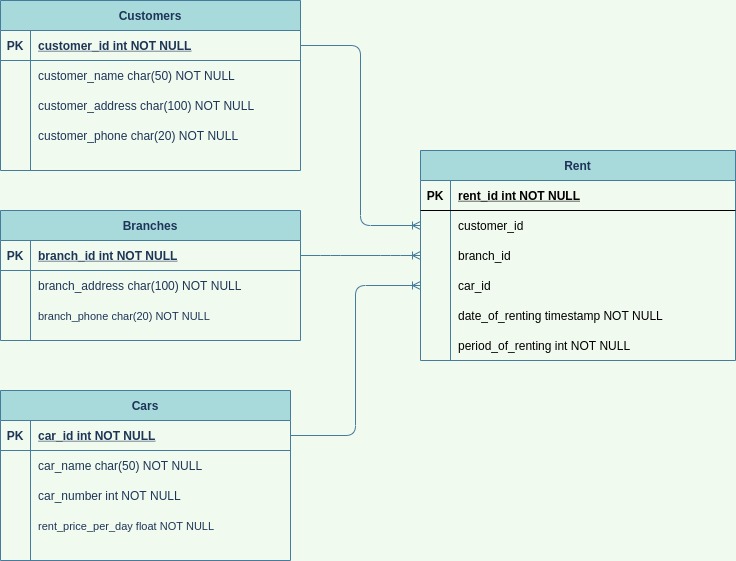 Customers
PK customer_id int NOT NULL
customer_name char(50) NOT NULL
customer_address char(100) NOT NULL
customer_phone char(20) NOT NULL
Branches
PK branch_id int NOT NULL
branch_address char(100) NOT NULL
branch_phone char(20) NOT NULL
Cars
PK car_id int NOT NULL
car_name char(50) NOT NULL
car_number int NOT NULL
rent_price_per_day float NOT NULL
Rent
PK rent_id int NOT NULL
customer_id
branch_id
car_id
date_of_renting timestamp NOT NULL
period_of_renting int NOT NULL